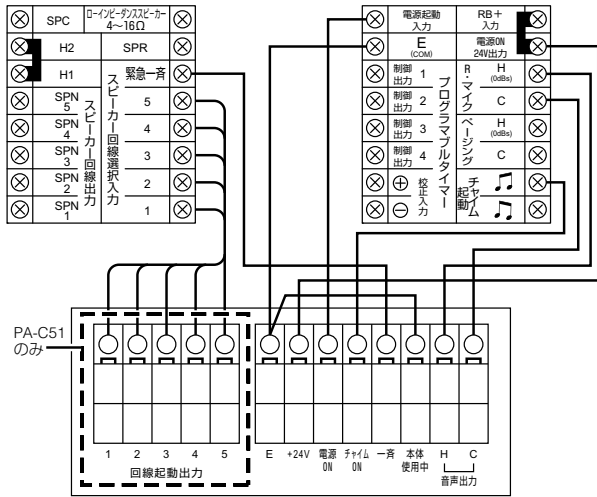 SPC
ローインピーダンススピーカー
4～16Ω
H2
SPR
H1
緊急一斉
SPN
5
5
SPN
4
4
SPN
3
3
SPN
2
2
SPN
1
1
スピーカー回線出力
スピーカー回線選択入力
電源起動
入力
RB＋
入力
E
(COM)
電源ON
24V出力
制御
出力 1
H
(0dBs)
制御
出力 2
C
制御
出力 3
H
(0dBs)
制御
出力 4
C
プログラマブルタイマー
R・マイク
ページング
⊕
⊖
校正入力
チャイム
起動
PA-C51
のみ
1 2 3 4 5
回線起動出力
E
+24V
電源
ON
チャイム
ON
一斉
本体
使用中
H
C
音声出力